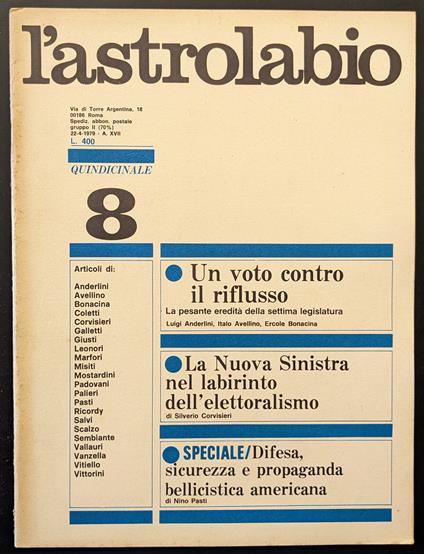 l'astrolabio
Via di Torre Argentina, 18
00186 Roma
Spediz. abbon. postale
gruppo II (70%)
22-4-1979 - A. XVII
L. 400
QUINDICINALE
8
Articoli di:
Anderlini
Avellino
Bonacina
Coletti
Corvisieri
Galletti
Giusti
Leonori
Marfori
Misiti
Mostardini
Padovani
Palieri
Pasti
Ricordy
Salvi
Scalzo
Sembiante
Vallauri
Vanzella
Vitiello
Vittorini
Un voto contro
il riflusso
La pesante eredità della settima legislatura
Luigi Anderlini, Italo Avellino, Ercole Bonacina
La Nuova Sinistra
nel labirinto
dell'elettoralismo
di Silverio Corvisieri
SPECIALE/Difesa,
sicurezza e propaganda
bellicistica americana
di Nino Pasti